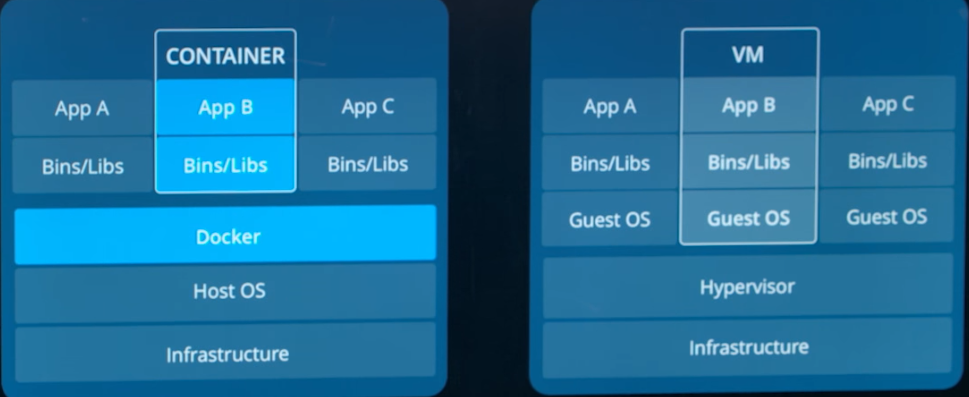 CONTAINER
App A
App B
App C
Bins/Libs
Bins/Libs
Bins/Libs
Docker
Host OS
Infrastructure
VM
App A
App B
App C
Bins/Libs
Bins/Libs
Bins/Libs
Guest OS
Guest OS
Guest OS
Hypervisor
Infrastructure